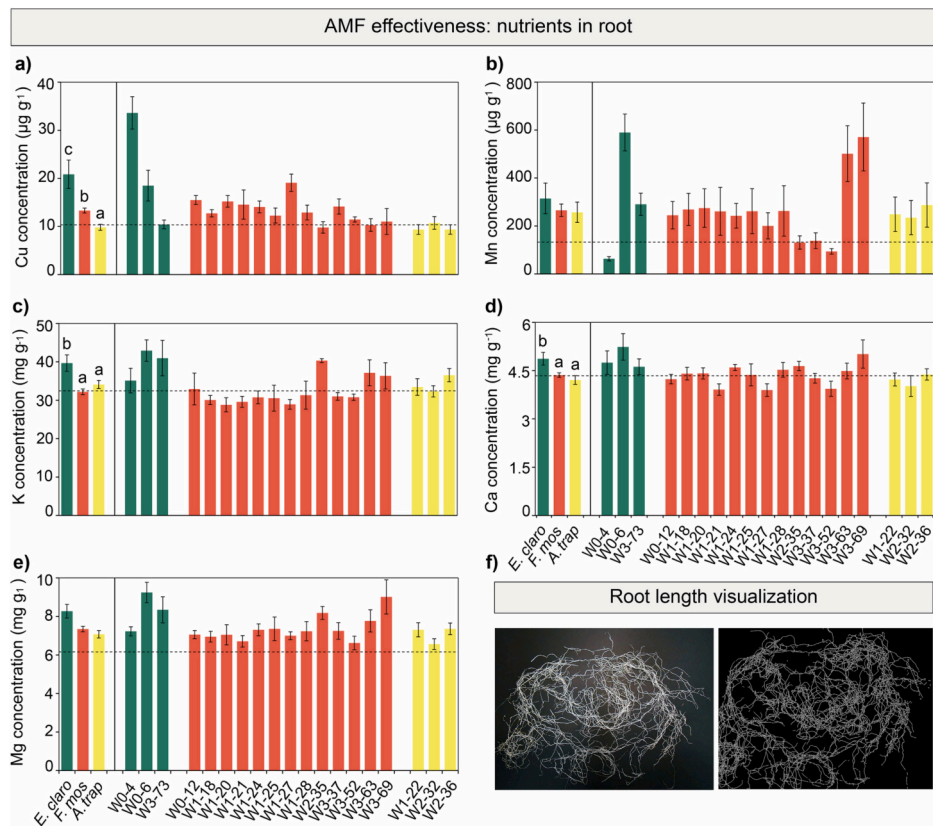 AMF effectiveness: nutrients in root
a)
Cu concentration (µg g⁻¹)
40
30
20
10
0
c
b
a
b)
Mn concentration (µg g⁻¹)
800
600
400
200
0
c)
K concentration (mg g⁻¹)
50
40
30
20
10
0
b
a
a
d)
Ca concentration (mg g⁻¹)
6
4.5
3
1.5
0
b
a
a
E. claro
F. mos
A. trap
W0-4
W0-6
W3-73
W0-12
W1-18
W1-20
W1-21
W1-24
W1-25
W1-27
W1-28
W2-35
W3-37
W3-52
W3-63
W3-69
W1-22
W2-32
W2-36
e)
Mg concentration (mg g⁻¹)
10
8
6
4
2
0
E. claro
F. mos
A. trap
W0-4
W0-6
W3-73
W0-12
W1-18
W1-20
W1-21
W1-24
W1-25
W1-27
W1-28
W2-35
W3-37
W3-52
W3-63
W3-69
W1-22
W2-32
W2-36
f)
Root length visualization